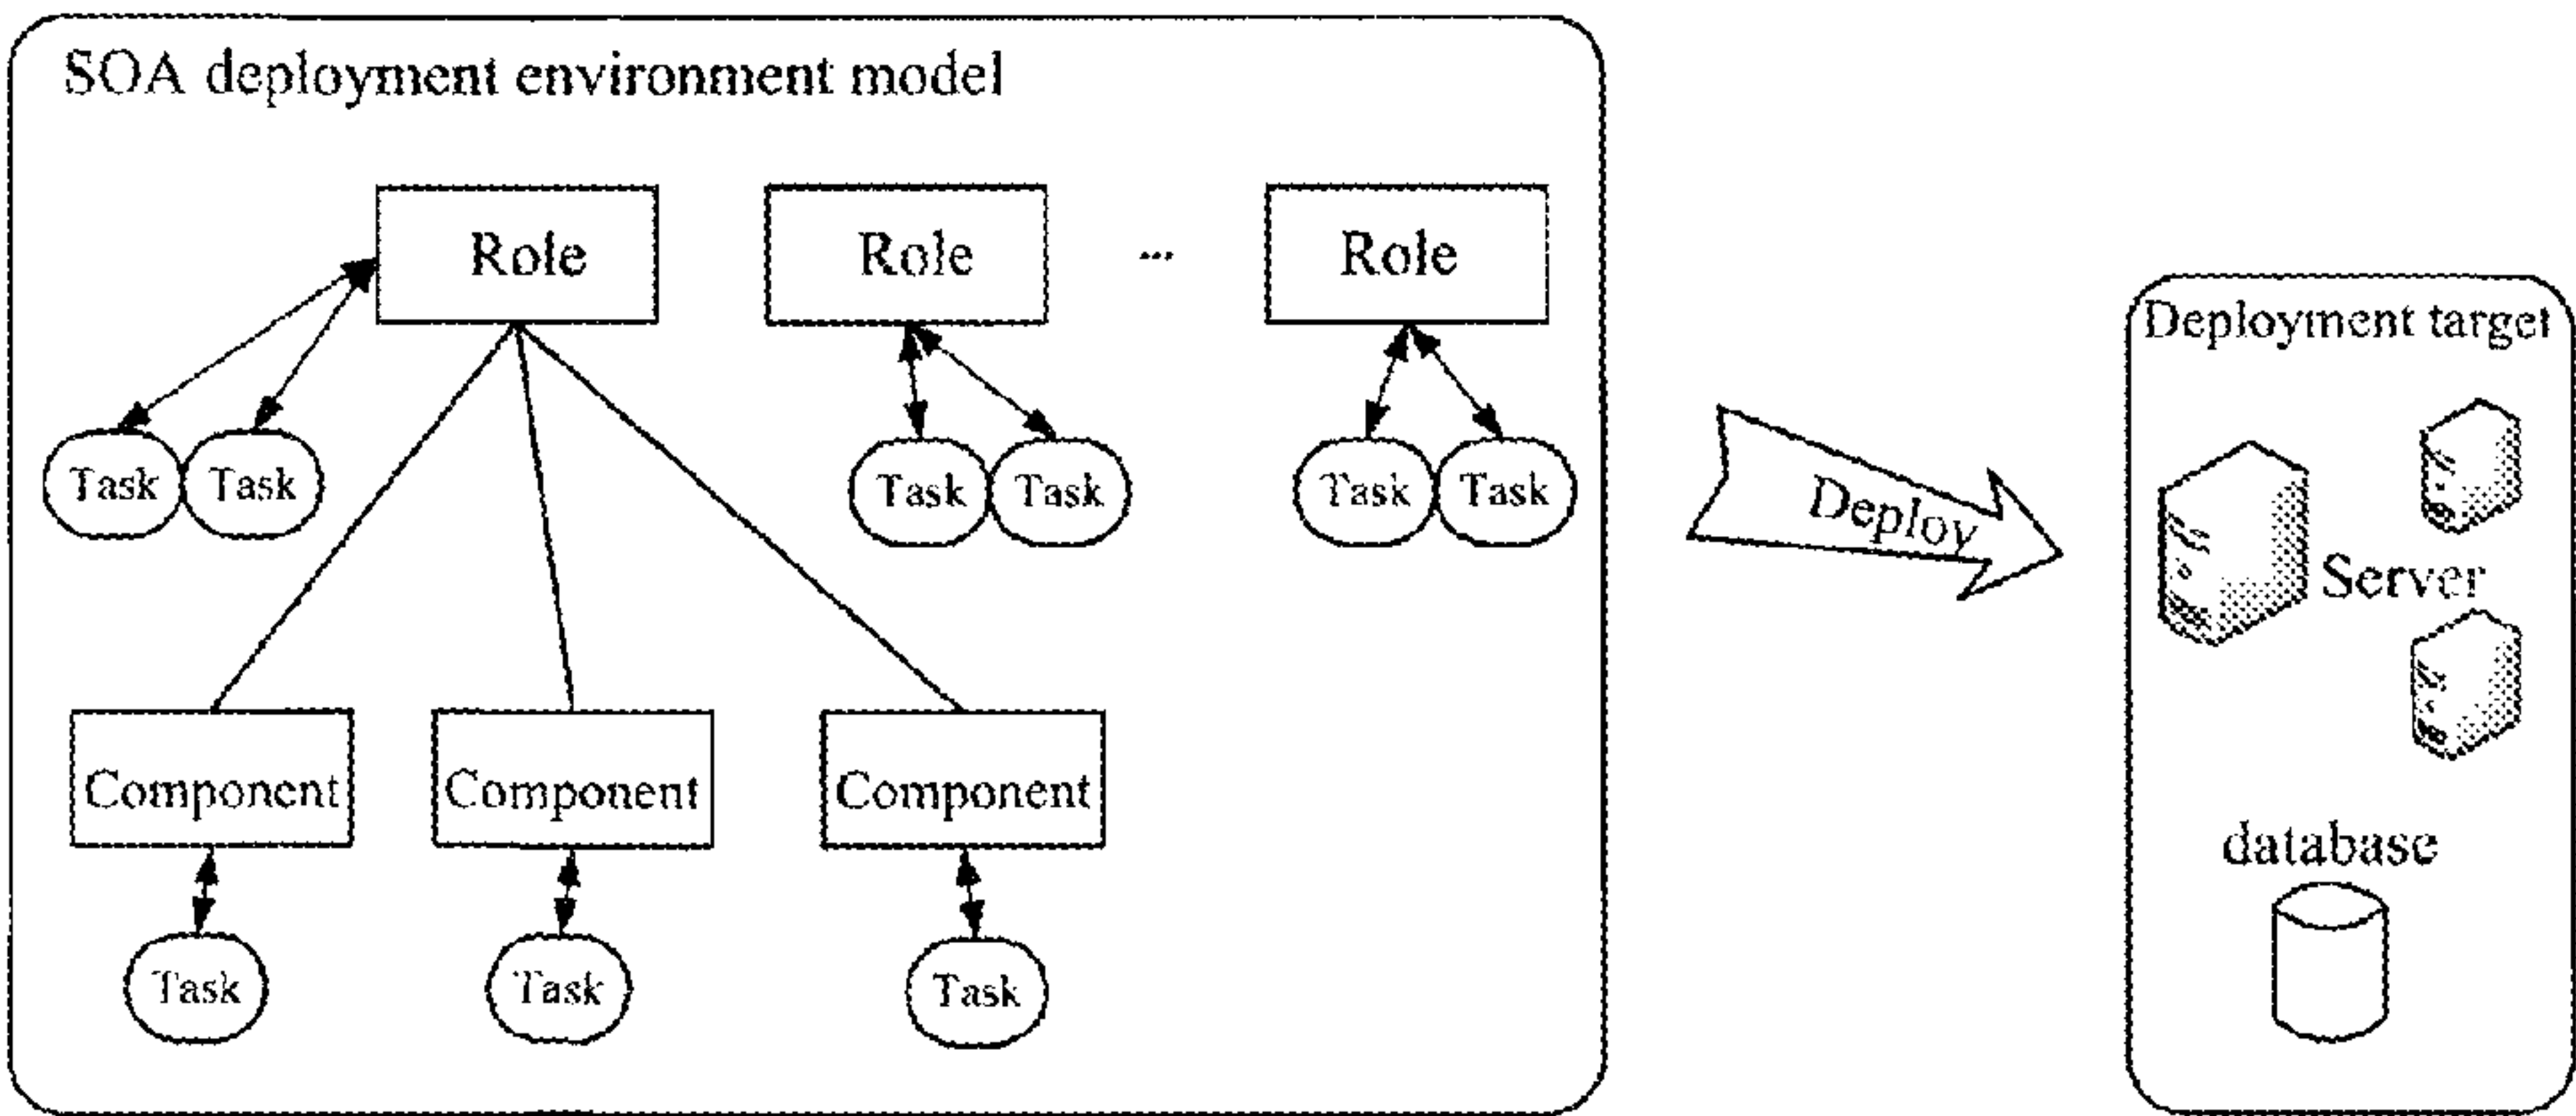 SOA deployment environment model
Role
Role
...
Role
Task
Task
Task
Task
Task
Task
Component
Component
Component
Task
Task
Task
Deploy
Deployment target
Server
database